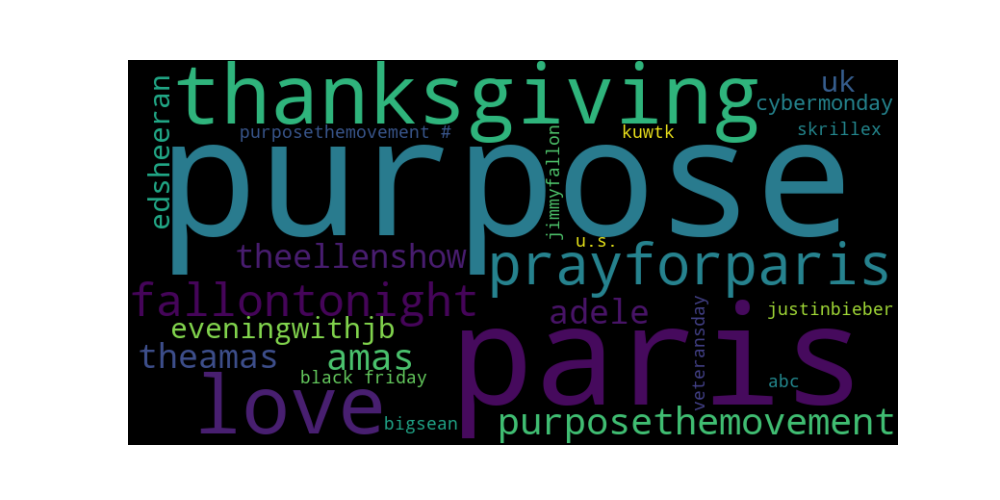 thanksgiving
uk
cybermonday
edsheeran
purposethemovement #
kuwtk
skrillex
jimmyfallon
purpose
u.s.
theellenshow
prayforparis
fallontonight
adele
veteransday
justinbieber
eveningwithjb
paris
theamas
amas
black friday
abc
love
bigsean
purposethemovement